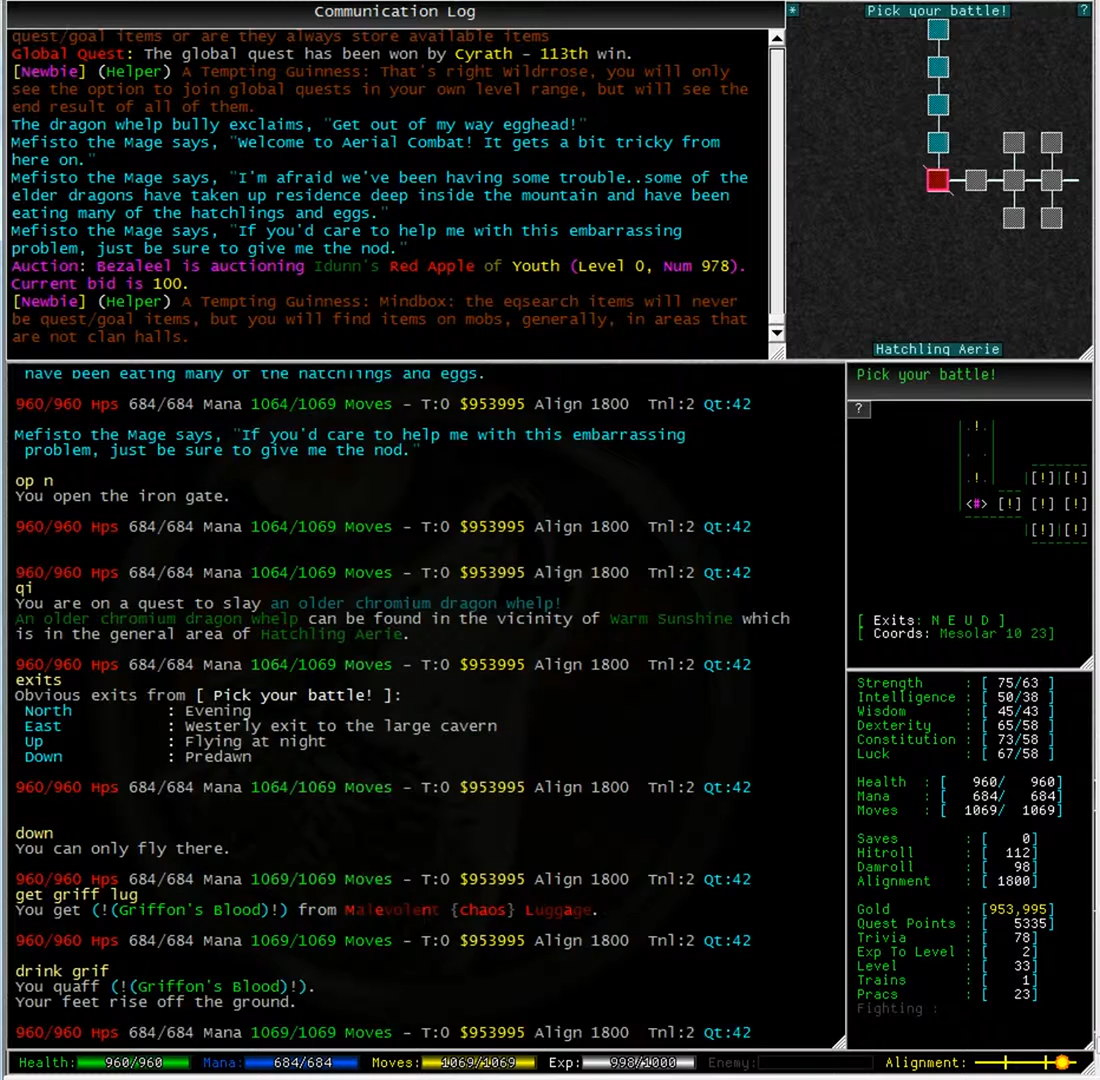 Communication Log
quest/goal items or are they always store available items
Global Quest: The global quest has been won by Cyrath - 113th win.
[Newbie] (Helper) A Tempting Guinness: That's right Wildrrose, you will only
see the option to join global quests in your own level range, but will see the
end result of all of them.
The dragon whelp bully exclaims, "Get out of my way egghead!"
Mefisto the Mage says, "Welcome to Aerial Combat! It gets a bit tricky from
here on."
Mefisto the Mage says, "I'm afraid we've been having some trouble..some of the
elder dragons have taken up residence deep inside the mountain and have been
eating many of the hatchlings and eggs."
Mefisto the Mage says, "If you'd care to help me with this embarrassing
problem, just be sure to give me the nod."
Auction: Bezaleel is auctioning Idunn's Red Apple of Youth (Level 0, Num 978).
Current bid is 100.
[Newbie] (Helper) A Tempting Guinness: Mindbox: the eqsearch items will never
be quest/goal items, but you will find items on mobs, generally, in areas that
are not clan halls.
* Pick your battle! ?
Hatchling Aerie
have been eating many of the hatchlings and eggs.
960/960 Hps 684/684 Mana 1064/1069 Moves - T:0 $953995 Align 1800 Tnl:2 Qt:42
Mefisto the Mage says, "If you'd care to help me with this embarrassing
problem, just be sure to give me the nod."
op n
You open the iron gate.
960/960 Hps 684/684 Mana 1064/1069 Moves - T:0 $953995 Align 1800 Tnl:2 Qt:42
960/960 Hps 684/684 Mana 1064/1069 Moves - T:0 $953995 Align 1800 Tnl:2 Qt:42
qi
You are on a quest to slay an older chromium dragon whelp!
An older chromium dragon whelp can be found in the vicinity of Warm Sunshine which
is in the general area of Hatchling Aerie.
960/960 Hps 684/684 Mana 1064/1069 Moves - T:0 $953995 Align 1800 Tnl:2 Qt:42
exits
Obvious exits from [ Pick your battle! ]:
North : Evening
East : Westerly exit to the large cavern
Up : Flying at night
Down : Predawn
960/960 Hps 684/684 Mana 1064/1069 Moves - T:0 $953995 Align 1800 Tnl:2 Qt:42
down
You can only fly there.
960/960 Hps 684/684 Mana 1069/1069 Moves - T:0 $953995 Align 1800 Tnl:2 Qt:42
get griff lug
You get (!(Griffon's Blood)!) from Malevolent {chaos} Luggage.
960/960 Hps 684/684 Mana 1069/1069 Moves - T:0 $953995 Align 1800 Tnl:2 Qt:42
drink grif
You quaff (!(Griffon's Blood)!).
Your feet rise off the ground.
960/960 Hps 684/684 Mana 1069/1069 Moves - T:0 $953995 Align 1800 Tnl:2 Qt:42
Pick your battle!
?
.!.
. .
.!. |[!]|[!]
<#> [!] [!] [!]
|[!]|[!]
[ Exits: N E U D ]
[ Coords: Mesolar 10 23]
Strength : [ 75/63 ]
Intelligence : [ 50/38 ]
Wisdom : [ 45/43 ]
Dexterity : [ 65/58 ]
Constitution : [ 73/58 ]
Luck : [ 67/58 ]
Health : [ 960/ 960]
Mana : [ 684/ 684]
Moves : [ 1069/ 1069]
Saves : [ 0]
Hitroll : [ 112]
Damroll : [ 98]
Alignment : [ 1800]
Gold : [953,995]
Quest Points : [ 5335]
Trivia : [ 78]
Exp To Level : [ 2]
Level : [ 33]
Trains : [ 1]
Pracs : [ 23]
Fighting :
Health: 960/960 Mana: 684/684 Moves: 1069/1069 Exp: 998/1000 Enemy: Alignment: